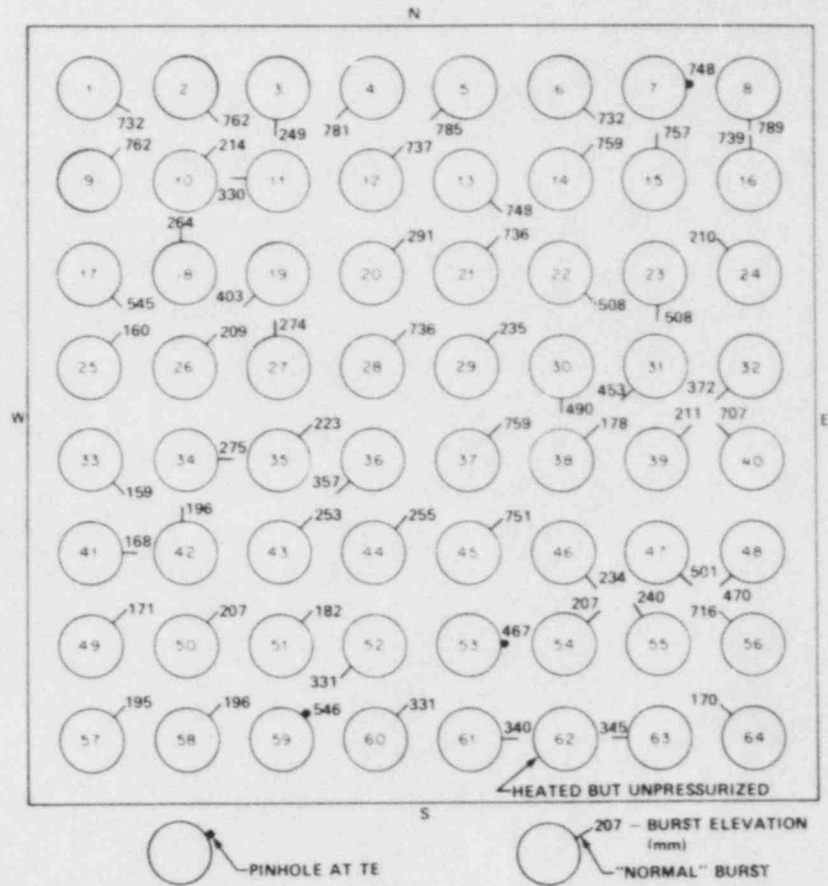 N
1 2 3 4 5 6 7 748 8
732 762 249 781 785 732 757 789
762 214 737 759 739
9 10 330 11 12 13 14 15 16
264 748
291 736 210
17 18 19 20 21 22 23 24
545 403 508 508
160 209 274 736 235
25 26 27 28 29 30 31 32
490 453 372
W E
275 223 759 178 211 707
33 34 35 36 37 38 39 40
159 357
196 253 255 751
41 168 42 43 44 45 46 47 48
234 501 470
171 207 182 467 207 240 716
49 50 51 52 53 54 55 56
331
195 196 546 331 340 345 170
57 58 59 60 61 62 63 64
HEATED BUT UNPRESSURIZED
S
PINHOLE AT TE
207 – BURST ELEVATION
(mm)
"NORMAL" BURST